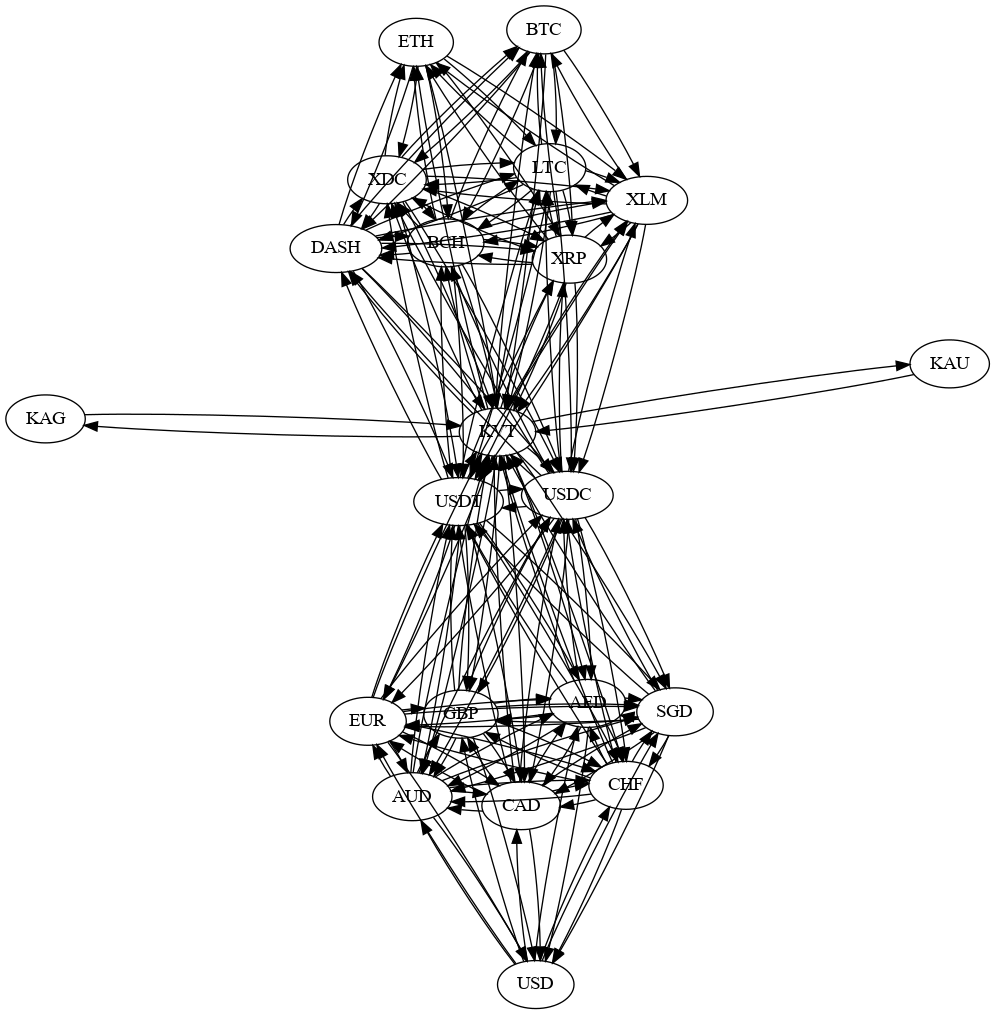 BTC
ETH
LTC
XDC
XLM
BCH
DASH
XRP
KAU
KAG
KVT
USDC
USDT
AED
SGD
GBP
EUR
CHF
AUD
CAD
USD